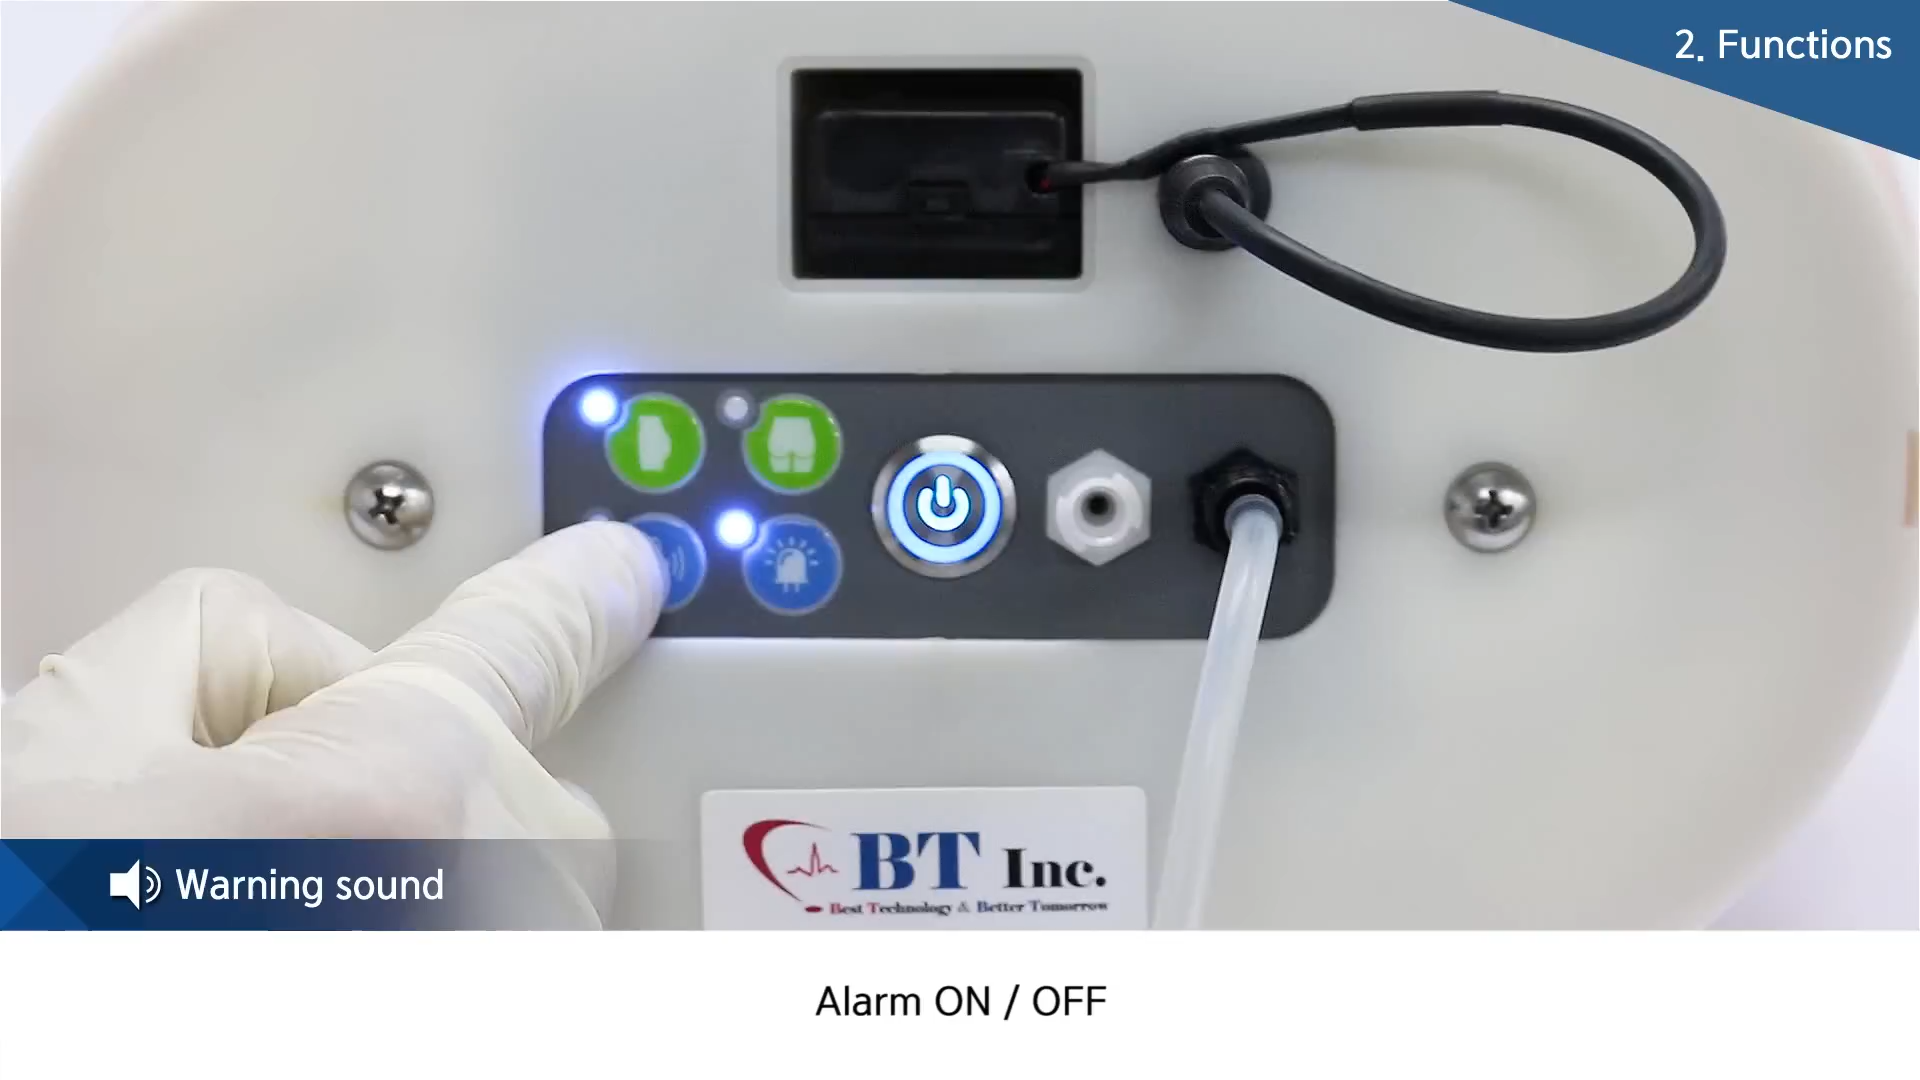 2. Functions
BT Inc.
Best Technology & Better Tomorrow
Warning sound
Alarm ON / OFF